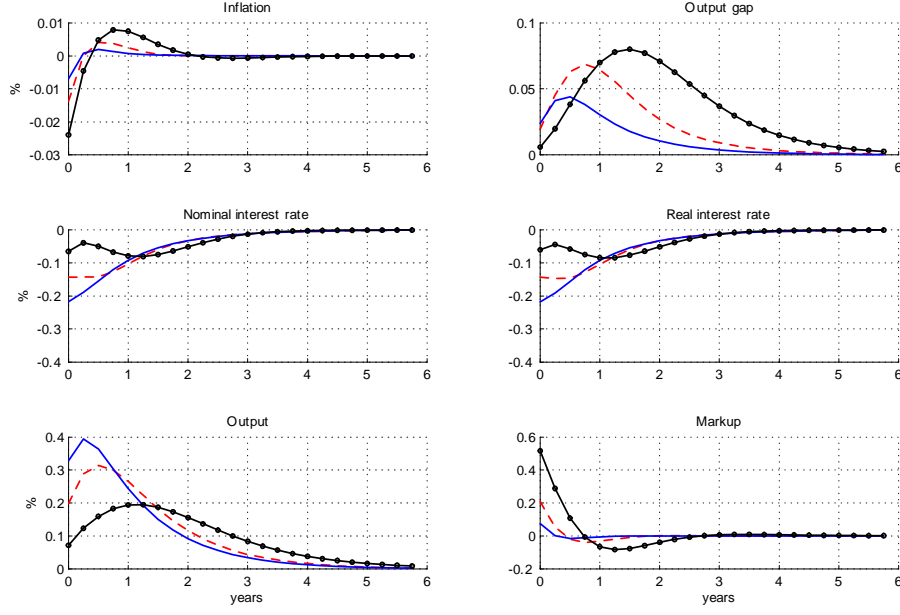 Inflation
Output gap
0.01
0
-0.01
-0.02
-0.03
%
0 1 2 3 4 5 6
0.1
0.05
0
0 1 2 3 4 5 6
Nominal interest rate
Real interest rate
0
-0.1
-0.2
-0.3
-0.4
%
0 1 2 3 4 5 6
0
-0.1
-0.2
-0.3
-0.4
0 1 2 3 4 5 6
Output
Markup
0.4
0.3
0.2
0.1
0
%
0 1 2 3 4 5 6
years
0.6
0.4
0.2
0
-0.2
0 1 2 3 4 5 6
years